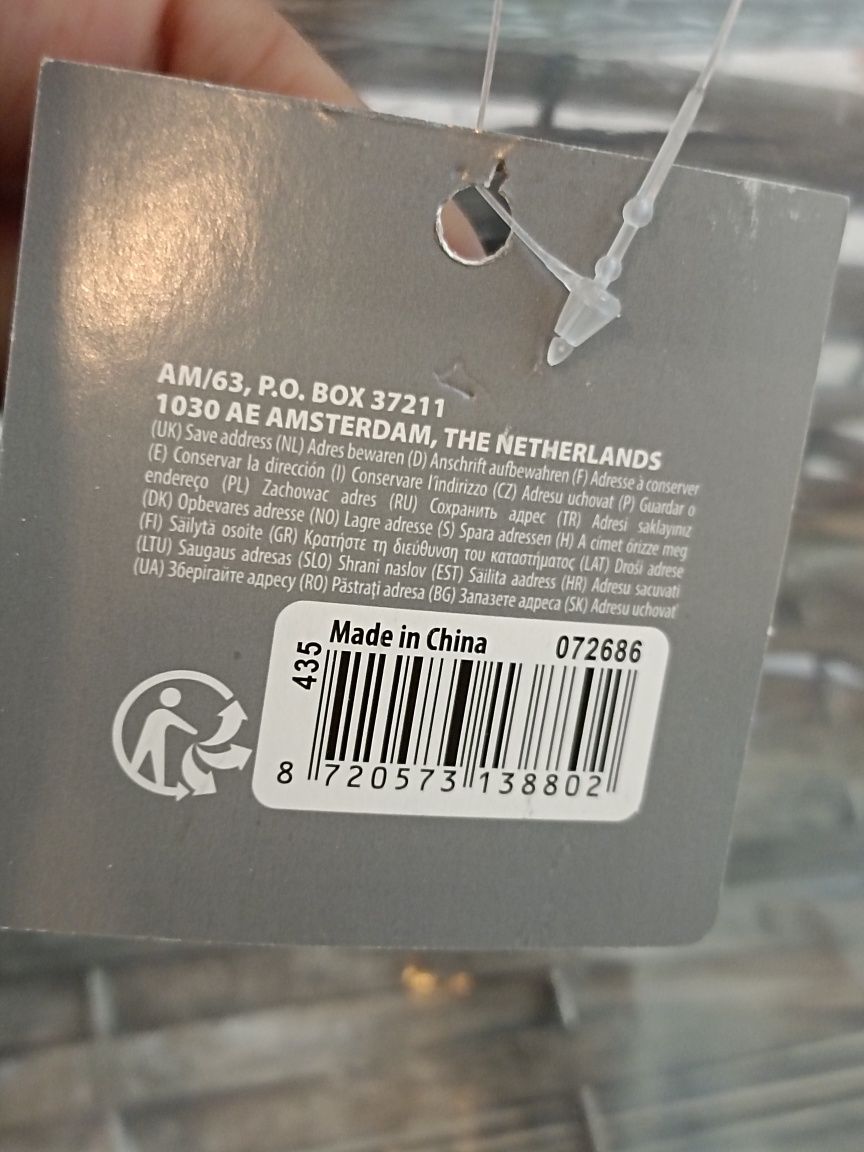 AM/63, P.O. BOX 37211
1030 AE AMSTERDAM, THE NETHERLANDS
(UK) Save address (NL) Adres bewaren (D) Anschrift aufbewahren (F) Adresse à conserver
(E) Conservar la dirección (I) Conservare l'indirizzo (CZ) Adresu uchovat (P) Guardar o
endereço (PL) Zachowac adres (RU) Сохранить адрес (TR) Adresi saklayınız
(DK) Opbevares adresse (NO) Lagre adresse (S) Spara adressen (H) A címet õrizze meg
(FI) Säilytä osoite (GR) Κρατήστε τη διεύθυνση του καταστήματος (LAT) Droši adrese
(LTU) Saugaus adresas (SLO) Shrani naslov (EST) Säilita aadress (HR) Adresu sacuvati
(UA) Зберігайте адресу (RO) Păstrați adresa (BG) Запазете адреса (SK) Adresu uchovať
Made in China 072686
435
8 720573 138802